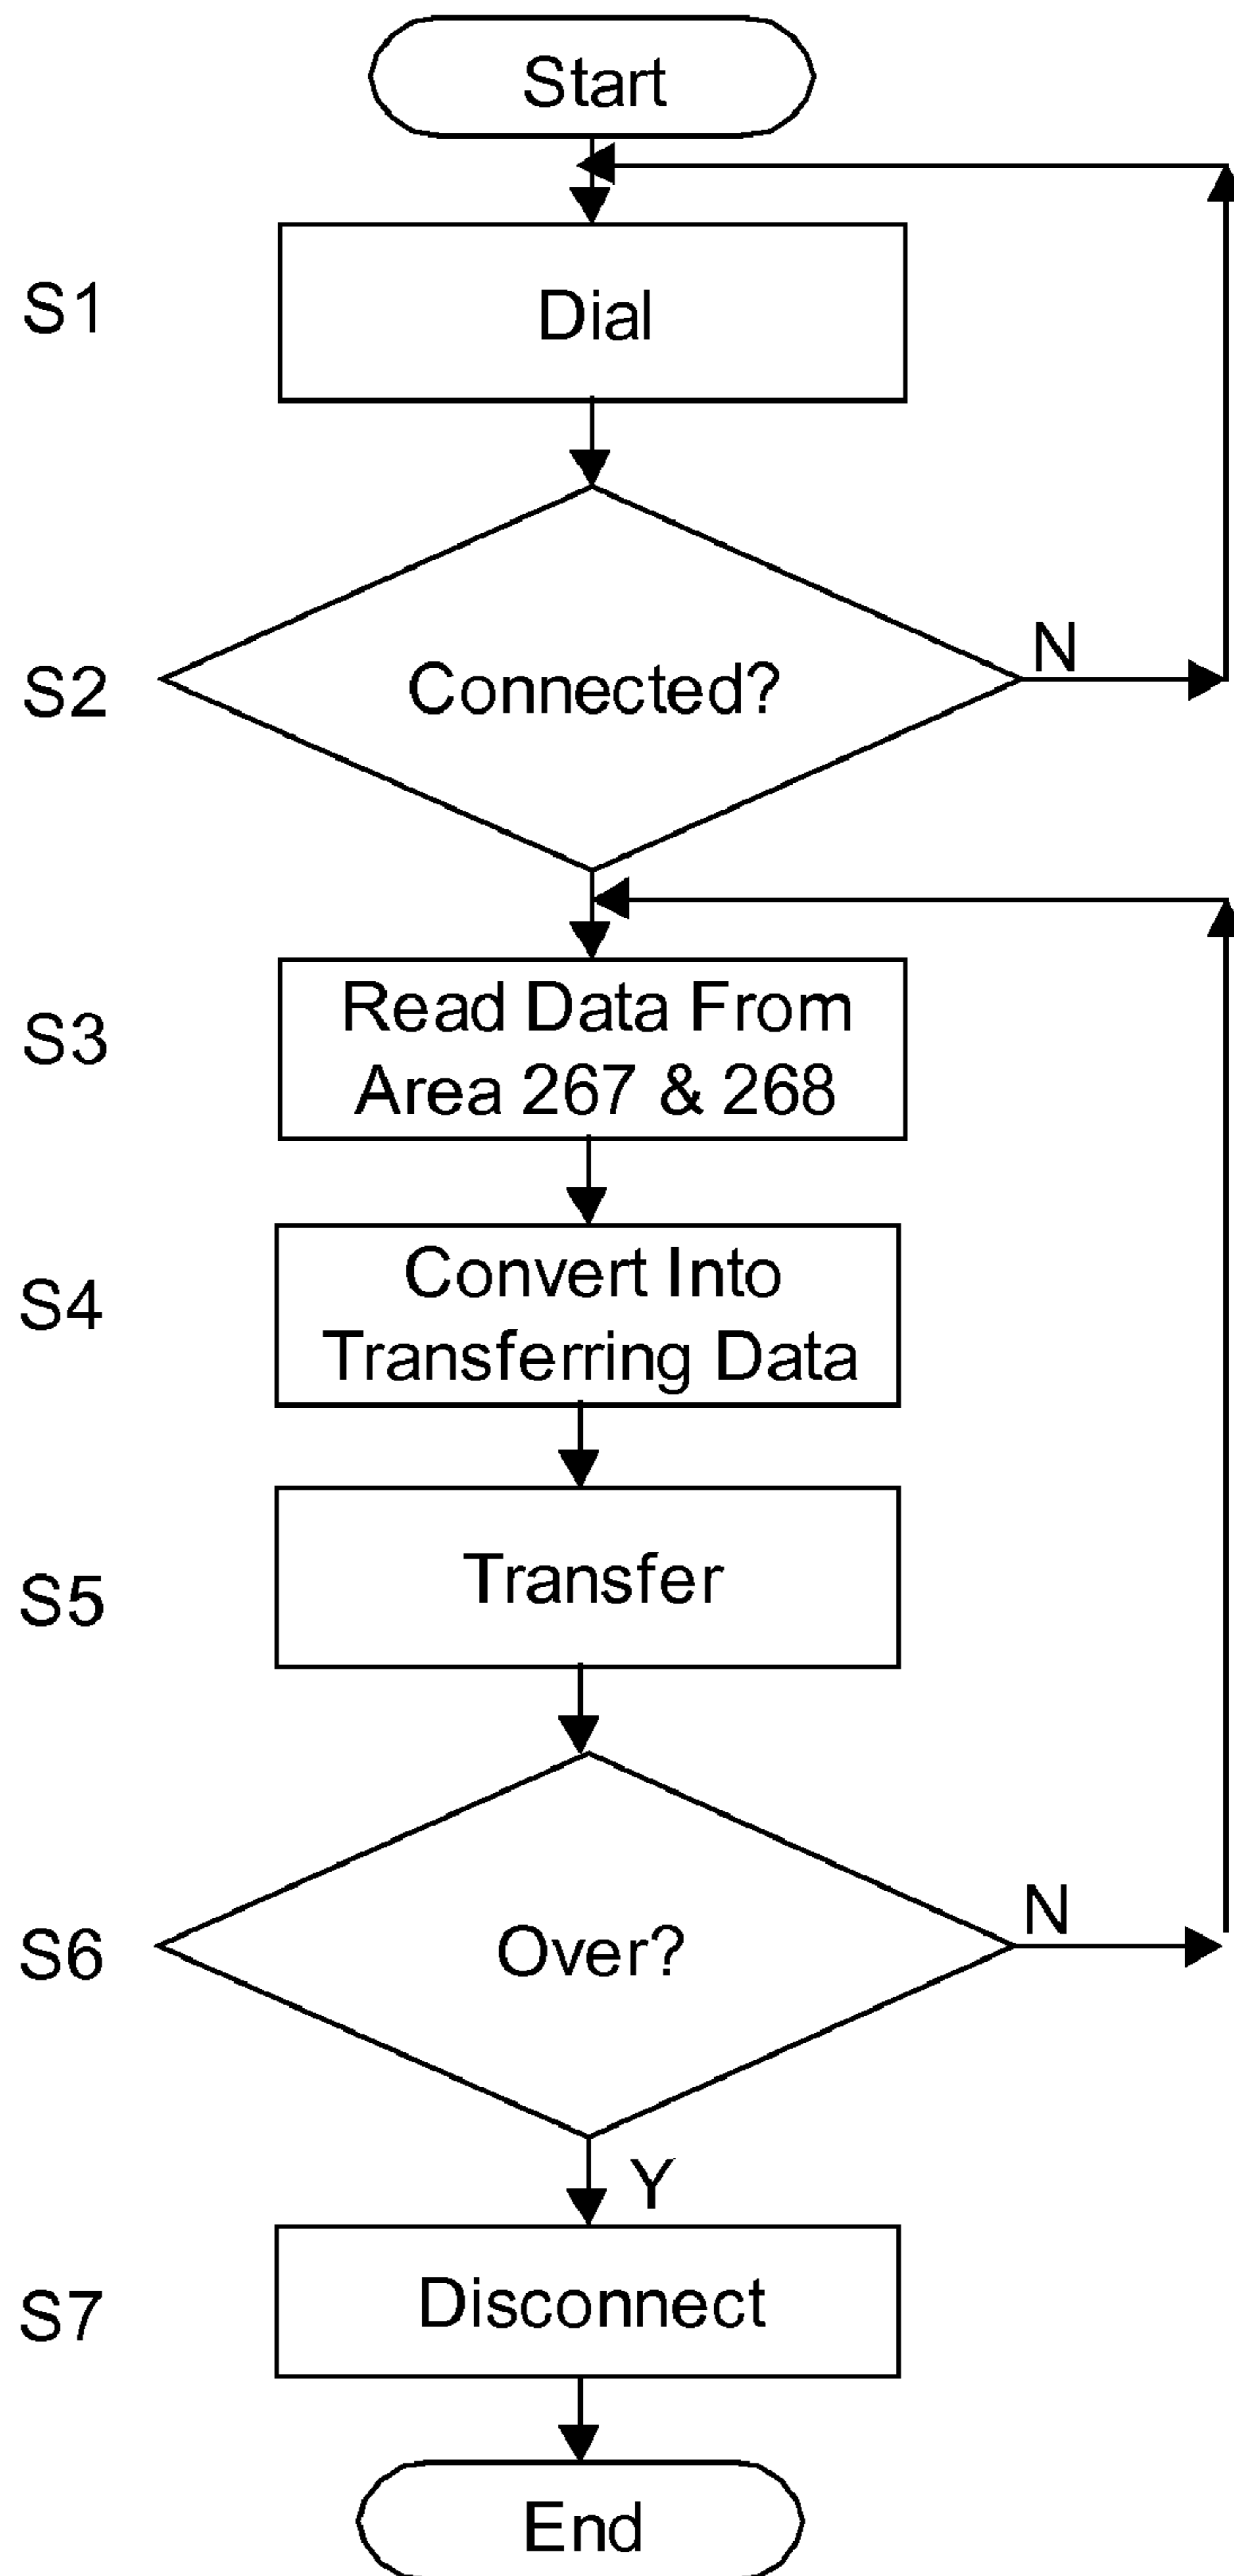 Start
S1
Dial
S2
Connected?
N
S3
Read Data From
Area 267 & 268
S4
Convert Into
Transferring Data
S5
Transfer
S6
Over?
N
Y
S7
Disconnect
End